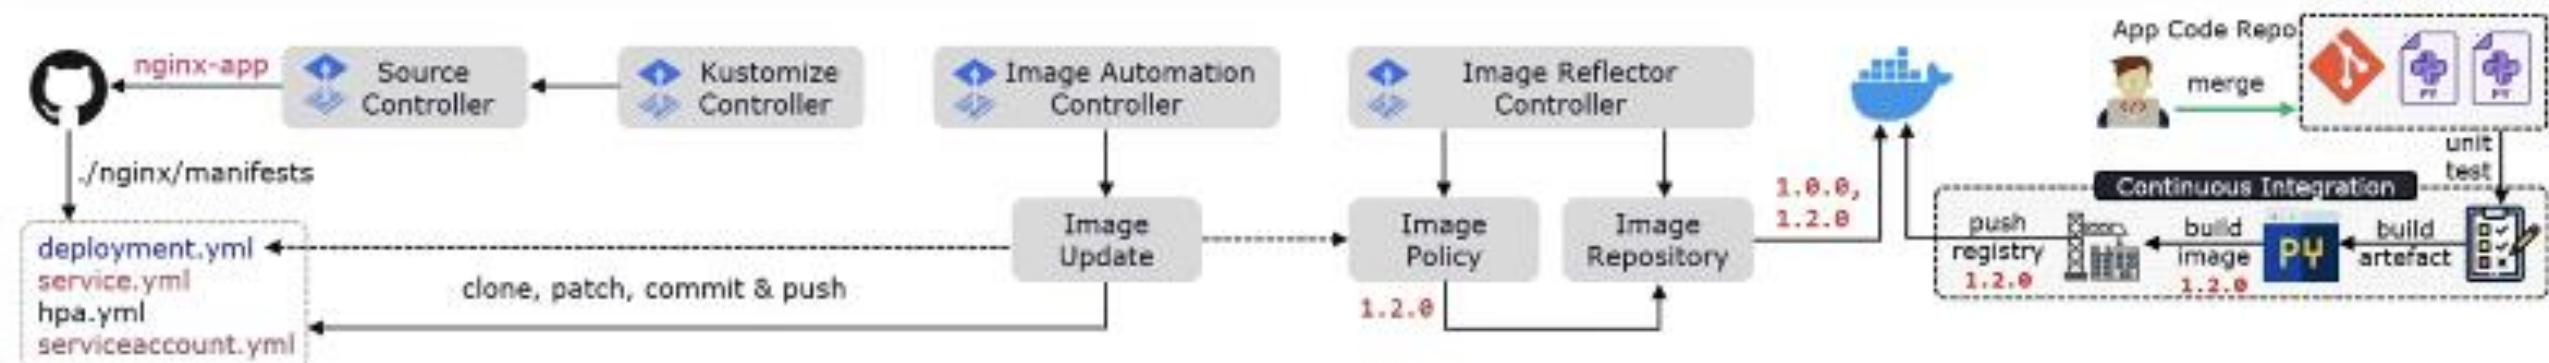 nginx-app
Source
Controller
Kustomize
Controller
Image Automation
Controller
Image Reflector
Controller
App Code Repo
merge
PY
PY
unit
test
./nginx/manifests
deployment.yml
service.yml
hpa.yml
serviceaccount.yml
clone, patch, commit & push
Image
Update
Image
Policy
1.2.0
Image
Repository
1.0.0,
1.2.0
Continuous Integration
push
registry
1.2.0
build
image
1.2.0
PY
build
artefact